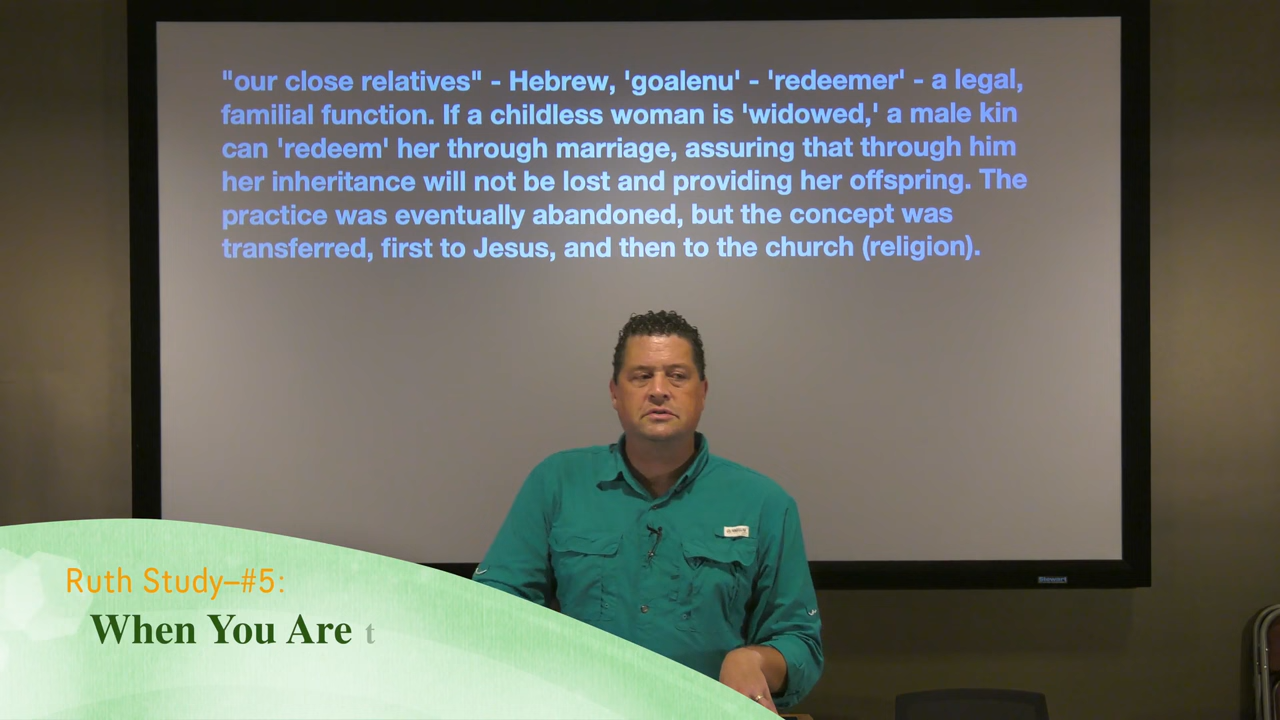 "our close relatives" - Hebrew, 'goalenu' - 'redeemer' - a legal,
familial function. If a childless woman is 'widowed,' a male kin
can 'redeem' her through marriage, assuring that through him
her inheritance will not be lost and providing her offspring. The
practice was eventually abandoned, but the concept was
transferred, first to Jesus, and then to the church (religion).
Stewart
Ruth Study–#5:
When You Are t